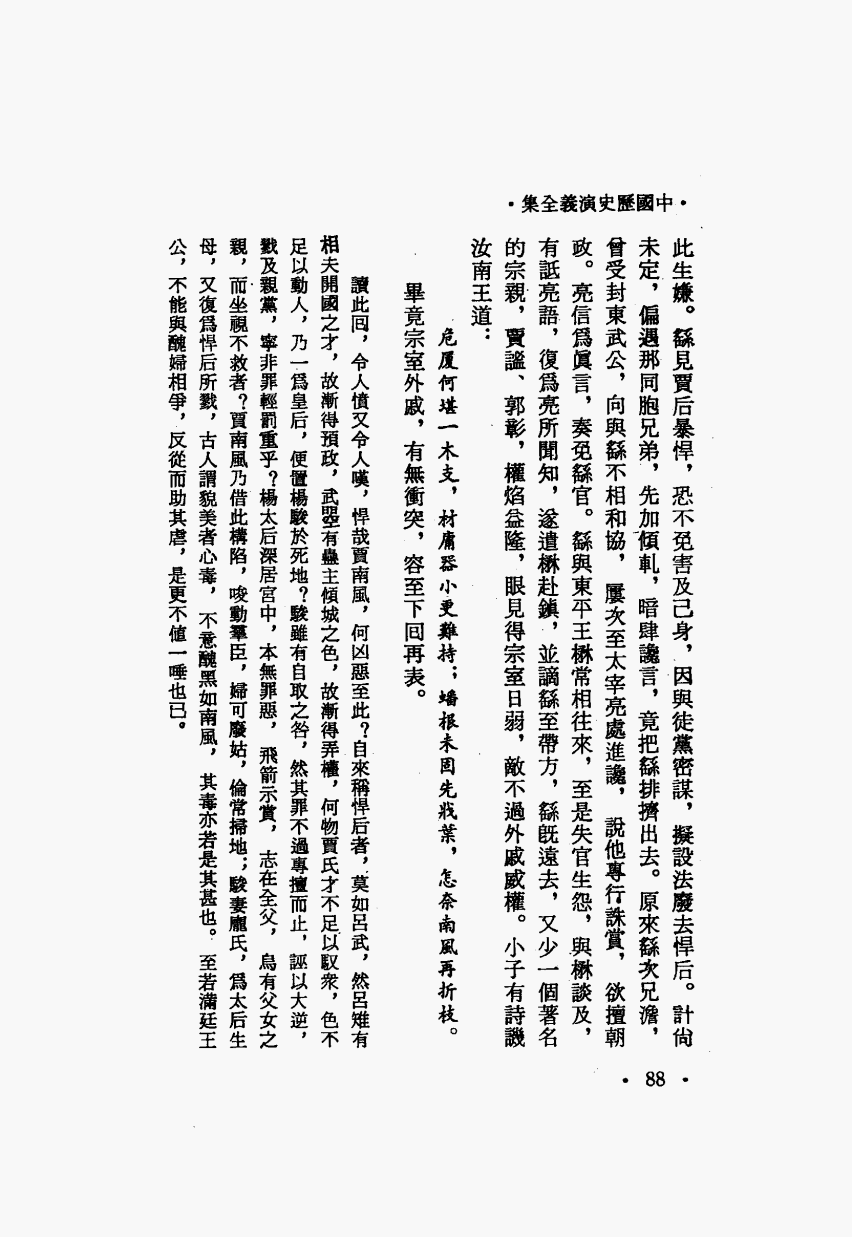 ·中國歷史演義全集·
此生嫌。繇見賈后暴悍，恐不免害及己身，因與徒黨密謀，擬設法廢去悍后。計尙
未定，偏遇那同胞兄弟，先加傾軋，暗肆讒言，竟把繇排擠出去。原來繇次兄澹，
曾受封東武公，向與繇不相和協，屢次至太宰亮處進讒，說他專行誅賞，欲擅朝
政。亮信爲眞言，奏免繇官。繇與東平王楙常相往來，至是失官生怨，與楙談及，
有詆亮語，復爲亮所聞知，遂遣楙赴鎭，並謫繇至帶方，繇旣遠去，又少一個著名
的宗親，賈謐、郭彰，權焰益隆，眼見得宗室日弱，敵不過外戚威權。小子有詩譏
汝南王道：
危厦何堪一木支，材庸器小更難持；蟠根未固先戕葉，怎奈南風再折枝。
畢竟宗室外戚，有無衝突，容至下回再表。
讀此回，令人憤又令人嘆，悍哉賈南風，何凶惡至此？自來稱悍后者，莫如呂武，然呂雉有
相夫開國之才，故漸得預政，武曌有蠱主傾城之色，故漸得弄權，何物賈氏才不足以馭衆，色不
足以動人，乃一爲皇后，便置楊駿於死地？駿雖有自取之咎，然其罪不過專擅而止，誣以大逆，
戮及親黨，寧非罪輕罰重乎？楊太后深居宮中，本無罪惡，飛箭示賞，志在全父，烏有父女之
親，而坐視不救者？賈南風乃借此構陷，唆動羣臣，婦可廢姑，倫常掃地；駿妻龐氏，爲太后生
母，又復爲悍后所戮，古人謂貌美者心毒，不意醜黑如南風，其毒亦若是其甚也。至若滿廷王
公，不能與醜婦相爭，反從而助其虐，是更不值一唾也已。
·88·